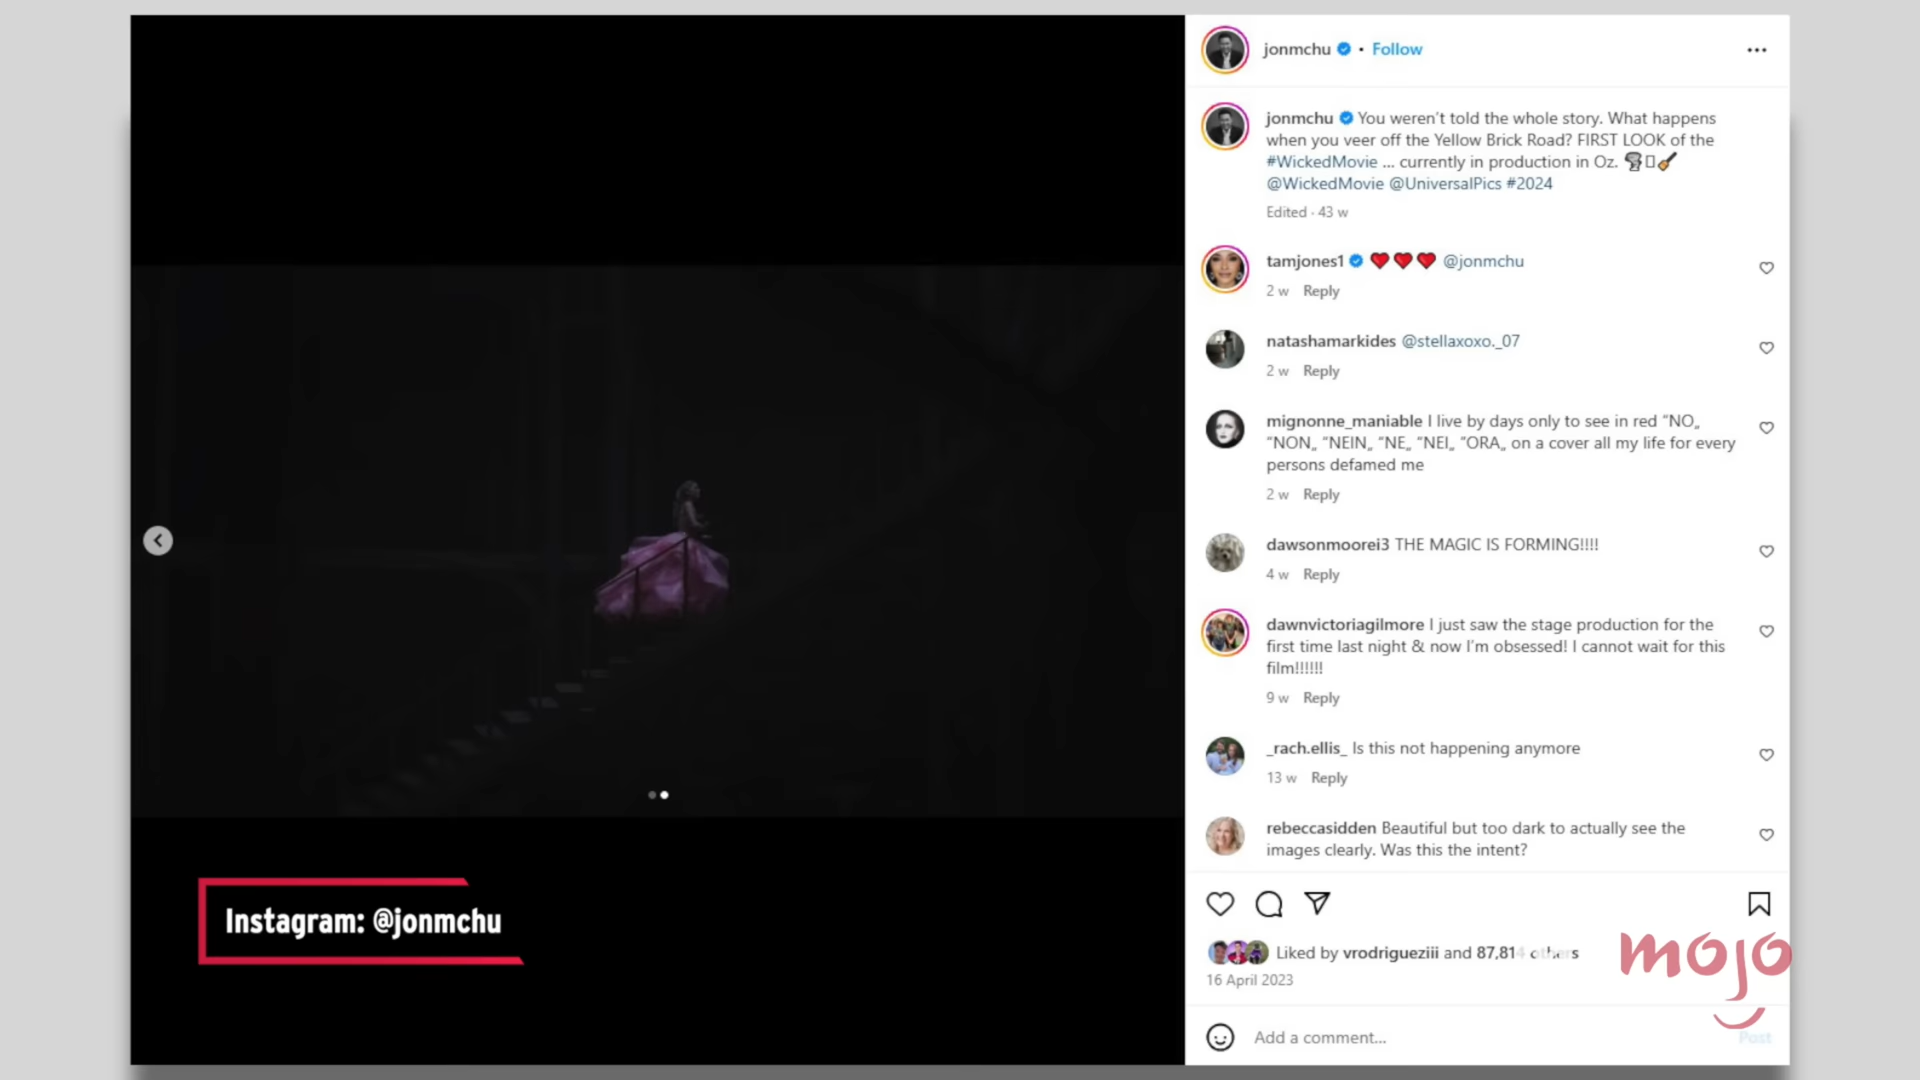 jonmchu • Follow
jonmchu You weren't told the whole story. What happens
when you veer off the Yellow Brick Road? FIRST LOOK of the
#WickedMovie ... currently in production in Oz.
@WickedMovie @UniversalPics #2024
Edited · 43 w
tamjones1 @jonmchu
2 w Reply
natashamarkides @stellaxoxo._07
2 w Reply
mignonne_maniable I live by days only to see in red “NO„
“NON„ “NEIN„ “NE„ “NEI„ “ORA„ on a cover all my life for every
persons defamed me
2 w Reply
dawsonmoorei3 THE MAGIC IS FORMING!!!!
4 w Reply
dawnvictoriagilmore I just saw the stage production for the
first time last night & now I'm obsessed! I cannot wait for this
film!!!!!!
9 w Reply
_rach.ellis_ Is this not happening anymore
13 w Reply
rebeccasidden Beautiful but too dark to actually see the
images clearly. Was this the intent?
Liked by vrodrigueziii and 87,814 others
16 April 2023
Add a comment...
Post
Instagram: @jonmchu
mojo